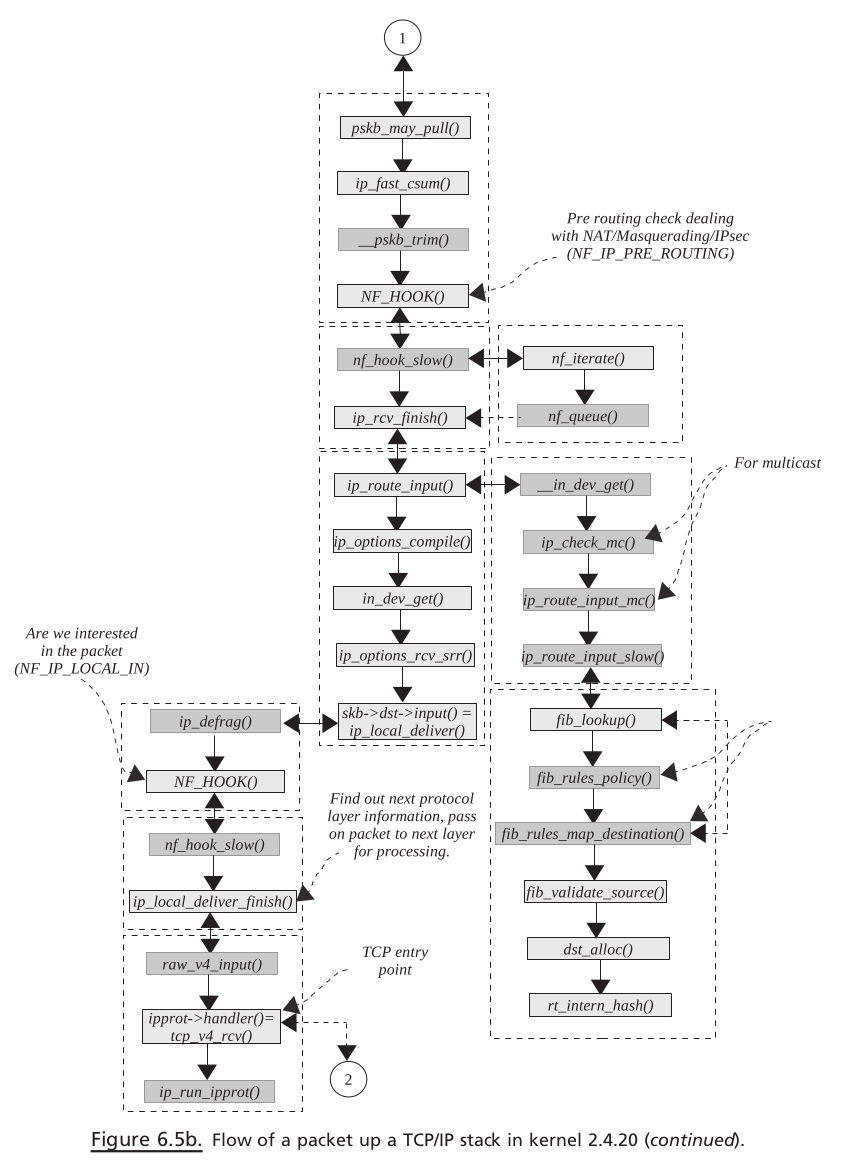 1
pskb_may_pull()
ip_fast_csum()
__pskb_trim()
Pre routing check dealing
with NAT/Masquerading/IPsec
(NF_IP_PRE_ROUTING)
NF_HOOK()
nf_hook_slow()
nf_iterate()
ip_rcv_finish()
nf_queue()
For multicast
ip_route_input()
__in_dev_get()
ip_options_compile()
ip_check_mc()
in_dev_get()
ip_route_input_mc()
ip_options_rcv_srr()
ip_route_input_slow()
Are we interested
in the packet
(NF_IP_LOCAL_IN)
skb->dst->input() =
ip_local_deliver()
ip_defrag()
fib_lookup()
NF_HOOK()
fib_rules_policy()
Find out next protocol
layer information, pass
on packet to next layer
for processing.
nf_hook_slow()
fib_rules_map_destination()
ip_local_deliver_finish()
fib_validate_source()
TCP entry
point
raw_v4_input()
dst_alloc()
ipprot->handler()=
tcp_v4_rcv()
rt_intern_hash()
2
ip_run_ipprot()
Figure 6.5b. Flow of a packet up a TCP/IP stack in kernel 2.4.20 (continued).